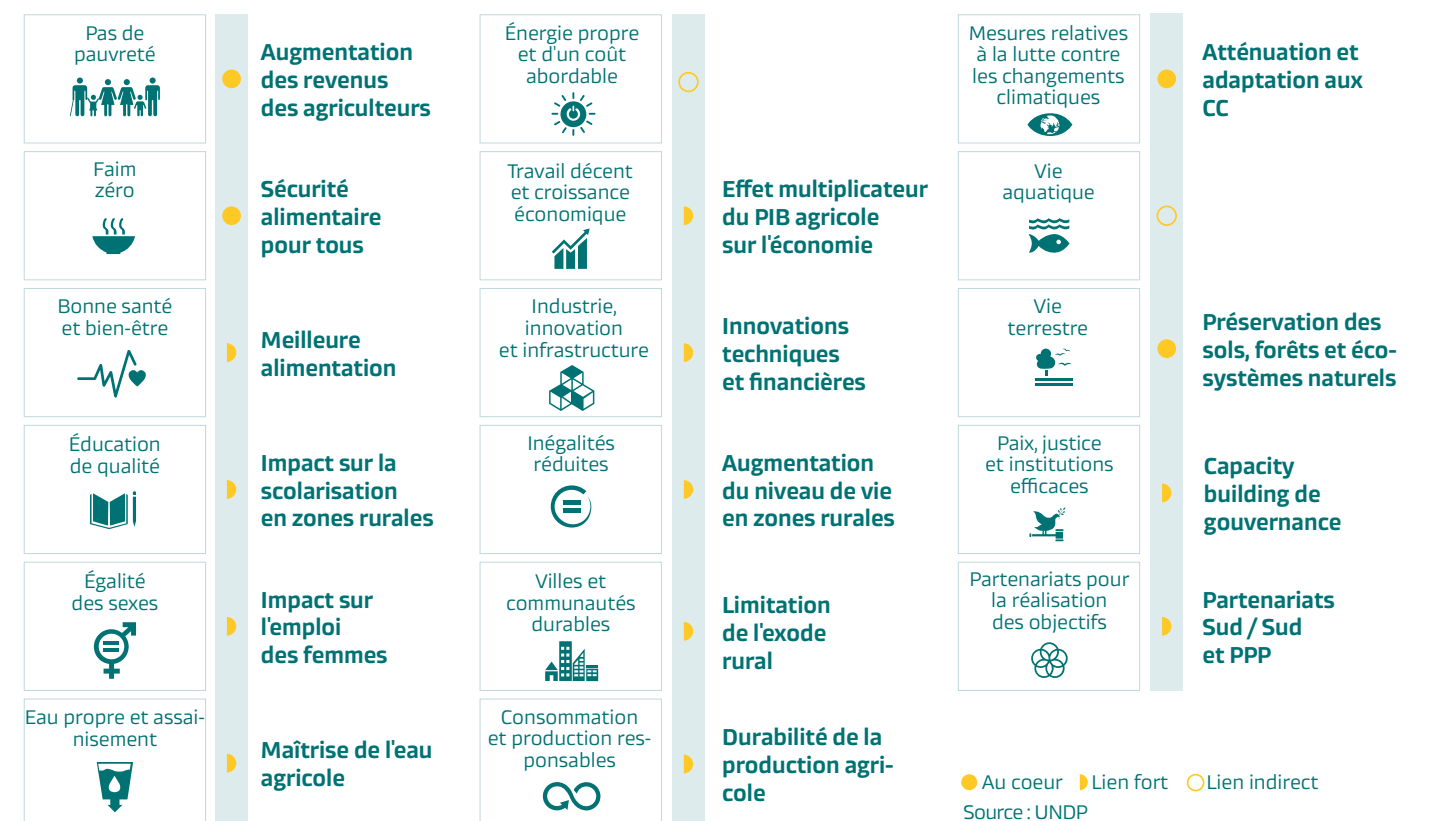 Pas de
pauvreté
Augmentation
des revenus
des agriculteurs
Faim
zéro
Sécurité
alimentaire
pour tous
Bonne santé
et bien-être
Meilleure
alimentation
Éducation
de qualité
Impact sur la
scolarisation
en zones rurales
Égalité
des sexes
Impact sur
l'emploi
des femmes
Eau propre et assai-
nisement
Maîtrise de l'eau
agricole
Énergie propre
et d'un coût
abordable
Travail décent
et croissance
économique
Effet multiplicateur
du PIB agricole
sur l'économie
Industrie,
innovation
et infrastructure
Innovations
techniques
et financières
Inégalités
réduites
Augmentation
du niveau de vie
en zones rurales
Villes et
communautés
durables
Limitation
de l'exode
rural
Consommation
et production res-
ponsables
Durabilité de la
production agri-
cole
Mesures relatives
à la lutte contre
les changements
climatiques
Atténuation et
adaptation aux
CC
Vie
aquatique
Vie
terrestre
Préservation des
sols, forêts et éco-
systèmes naturels
Paix, justice
et institutions
efficaces
Capacity
building de
gouvernance
Partenariats pour
la réalisation
des objectifs
Partenariats
Sud / Sud
et PPP
Au coeur Lien fort Lien indirect
Source : UNDP